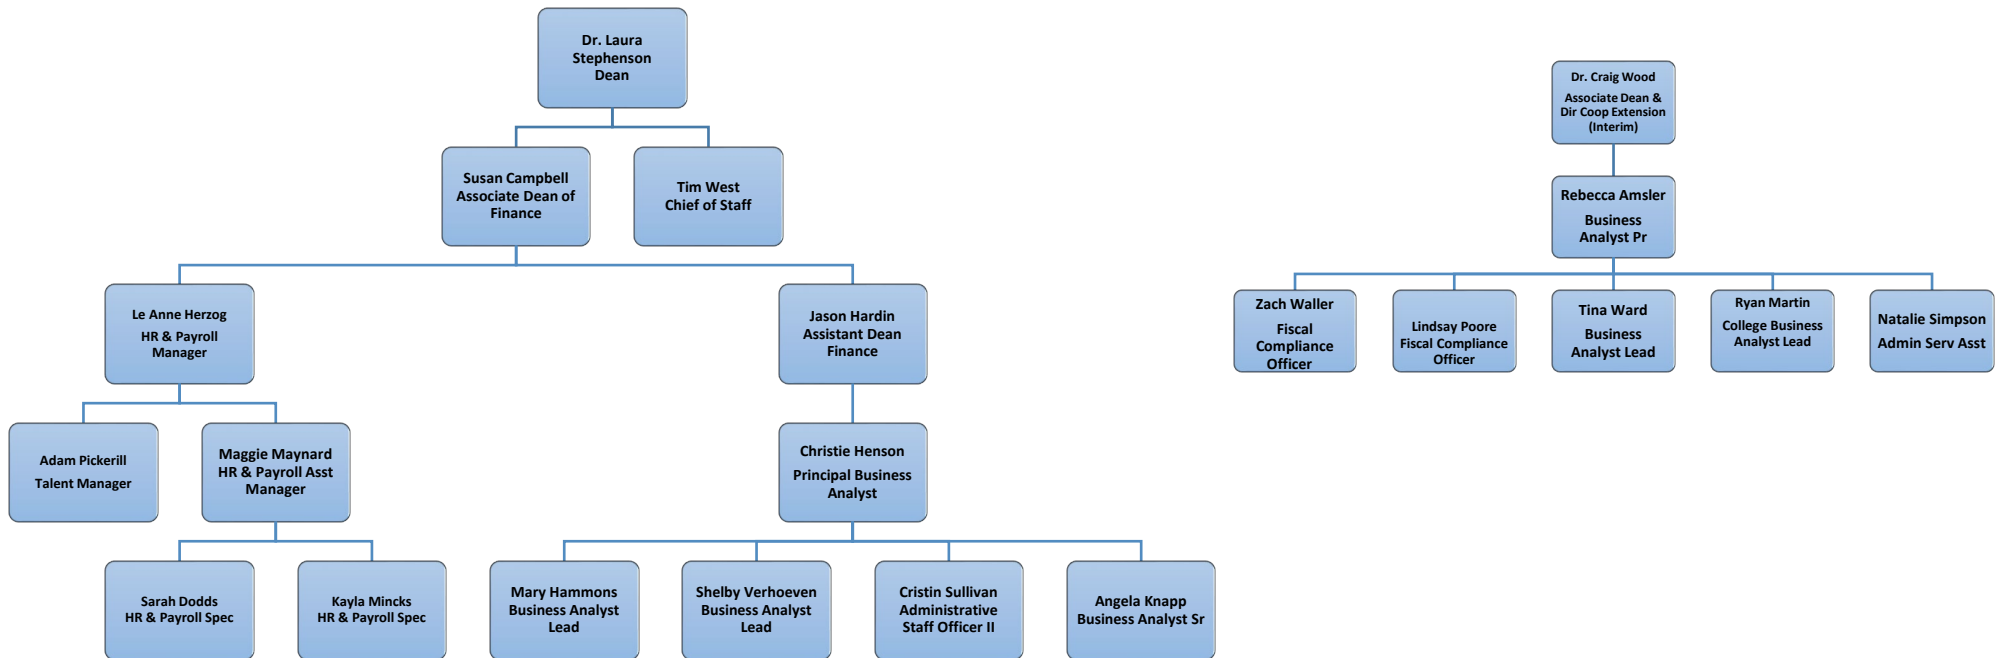 Dr. Laura
Stephenson
Dean
Susan Campbell
Associate Dean of
Finance
Tim West
Chief of Staff
Le Anne Herzog
HR & Payroll
Manager
Jason Hardin
Assistant Dean
Finance
Adam Pickerill
Talent Manager
Maggie Maynard
HR & Payroll Asst
Manager
Christie Henson
Principal Business
Analyst
Sarah Dodds
HR & Payroll Spec
Kayla Mincks
HR & Payroll Spec
Mary Hammons
Business Analyst
Lead
Shelby Verhoeven
Business Analyst
Lead
Cristin Sullivan
Administrative
Staff Officer II
Angela Knapp
Business Analyst Sr
Dr. Craig Wood
Associate Dean &
Dir Coop Extension
(Interim)
Rebecca Amsler
Business
Analyst Pr
Zach Waller
Fiscal
Compliance
Officer
Lindsay Poore
Fiscal Compliance
Officer
Tina Ward
Business
Analyst Lead
Ryan Martin
College Business
Analyst Lead
Natalie Simpson
Admin Serv Asst